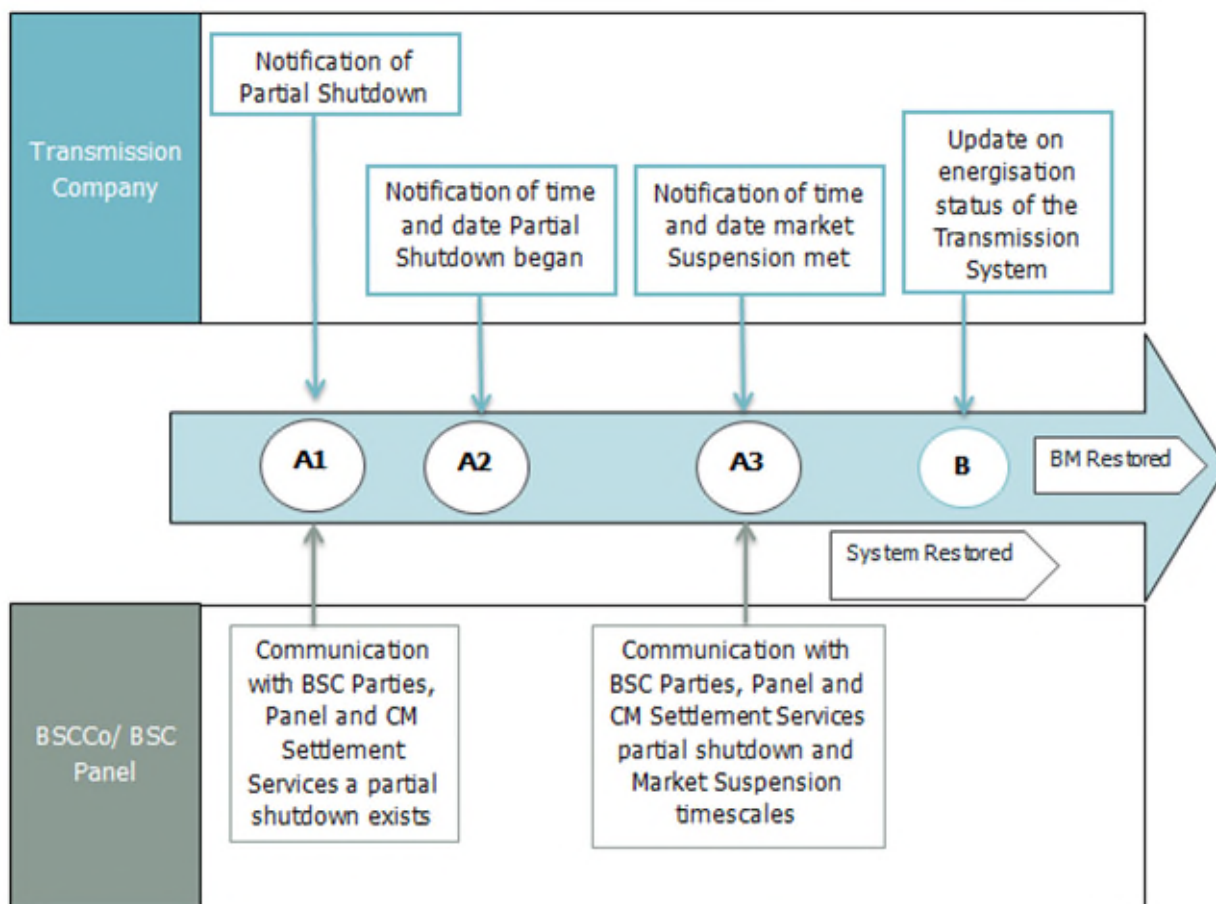 Transmission
Company
Notification of
Partial Shutdown
Notification of time
and date Partial
Shutdown began
Notification of time
and date market
Suspension met
Update on
energisation
status of the
Transmission
System
A1
A2
A3
B
BM Restored
System Restored
BSCCo/ BSC
Panel
Communication
with BSC Parties,
Panel and CM
Settlement
Services a partial
shutdown exists
Communication with
BSC Parties, Panel and
CM Settlement Services
partial shutdown and
Market Suspension
timescales